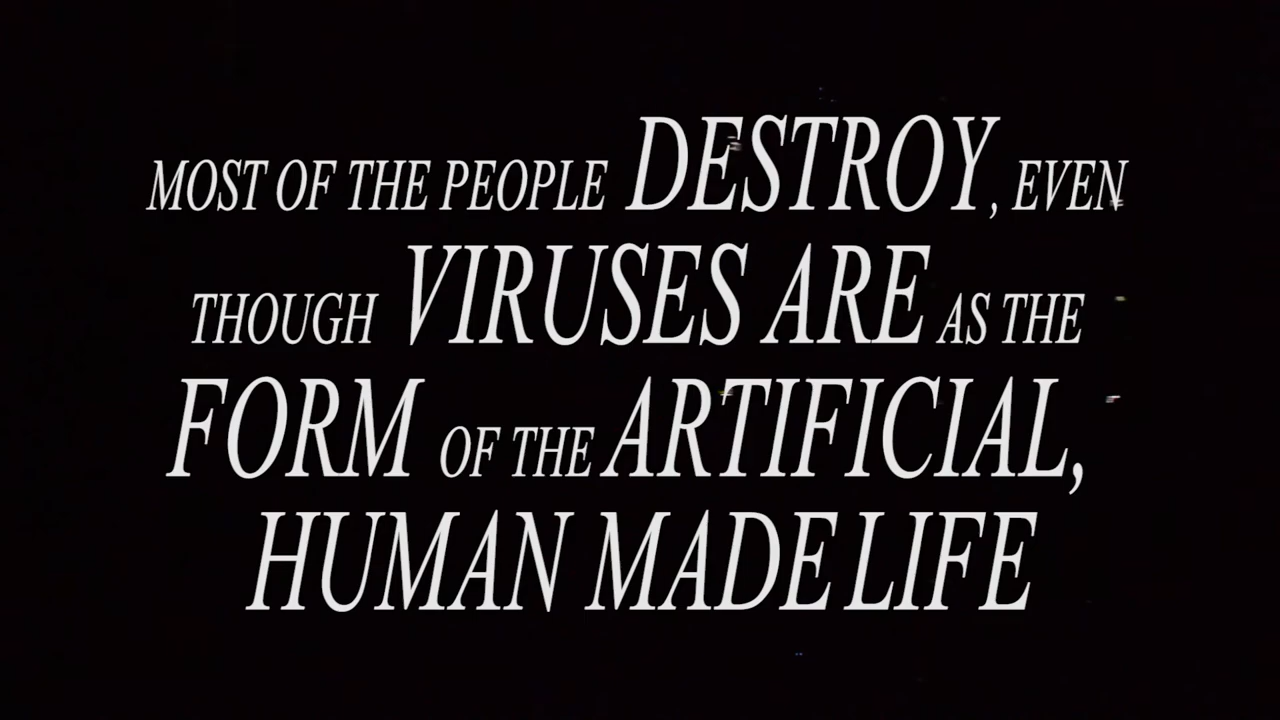 MOST OF THE PEOPLE DESTROY, EVEN
THOUGH VIRUSES ARE AS THE
FORM OF THE ARTIFICIAL,
HUMAN MADE LIFE